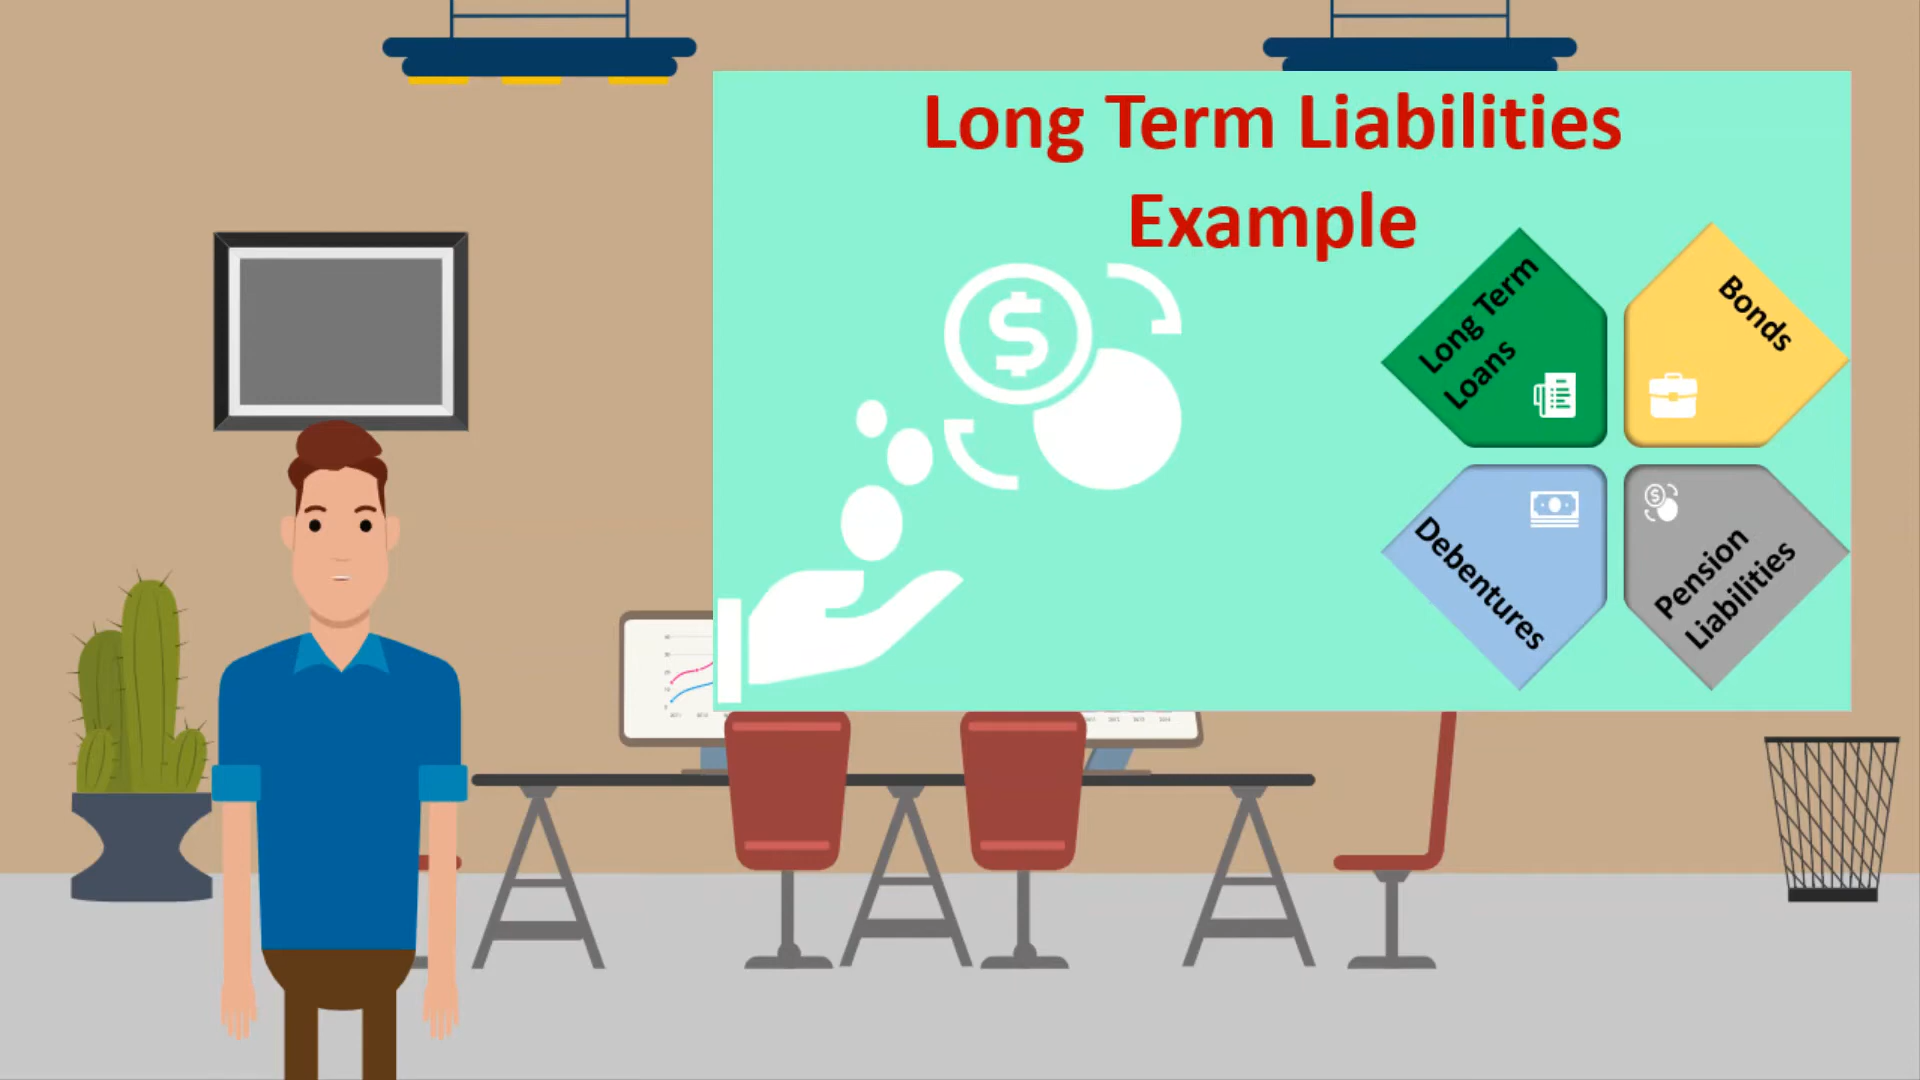 Long Term Liabilities
Example
Long Term
Loans
Bonds
Debentures
Pension
Liabilities
$
$